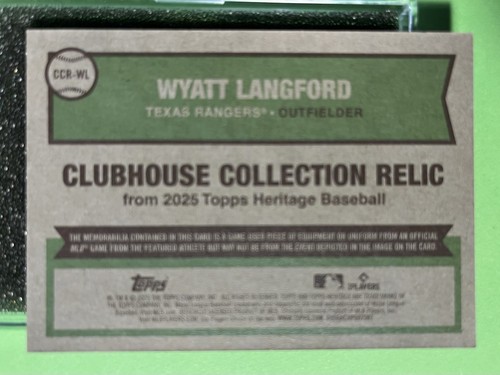 CCR-WL
WYATT LANGFORD
TEXAS RANGERS® • OUTFIELDER
CLUBHOUSE COLLECTION RELIC
from 2025 Topps Heritage Baseball
THE MEMORABILIA CONTAINED IN THIS CARD IS A GAME-USED PIECE OF EQUIPMENT OR UNIFORM FROM AN OFFICIAL
MLB® GAME FROM THE FEATURED ATHLETE BUT MAY NOT BE FROM THE GAME DEPICTED IN THE IMAGE ON THE CARD.
Topps
PLAYERS